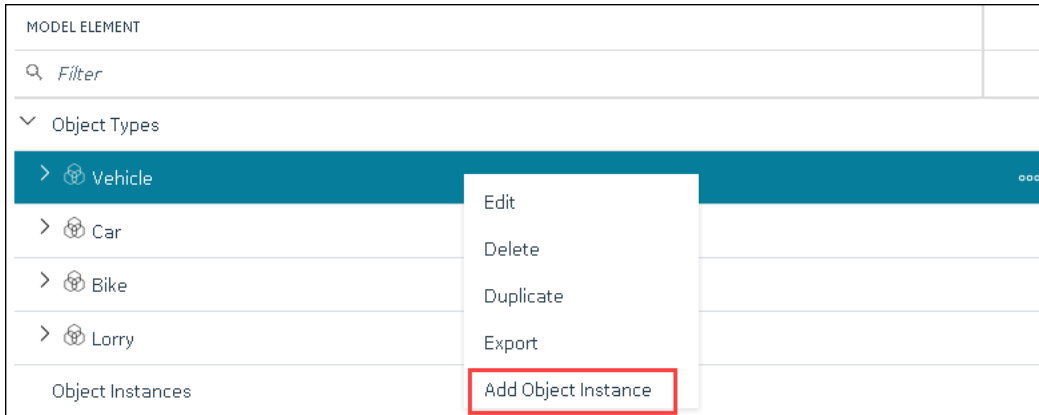 MODEL ELEMENT
Filter
Object Types
Vehicle
Edit
Car
Delete
Bike
Duplicate
Lorry
Export
Object Instances
Add Object Instance